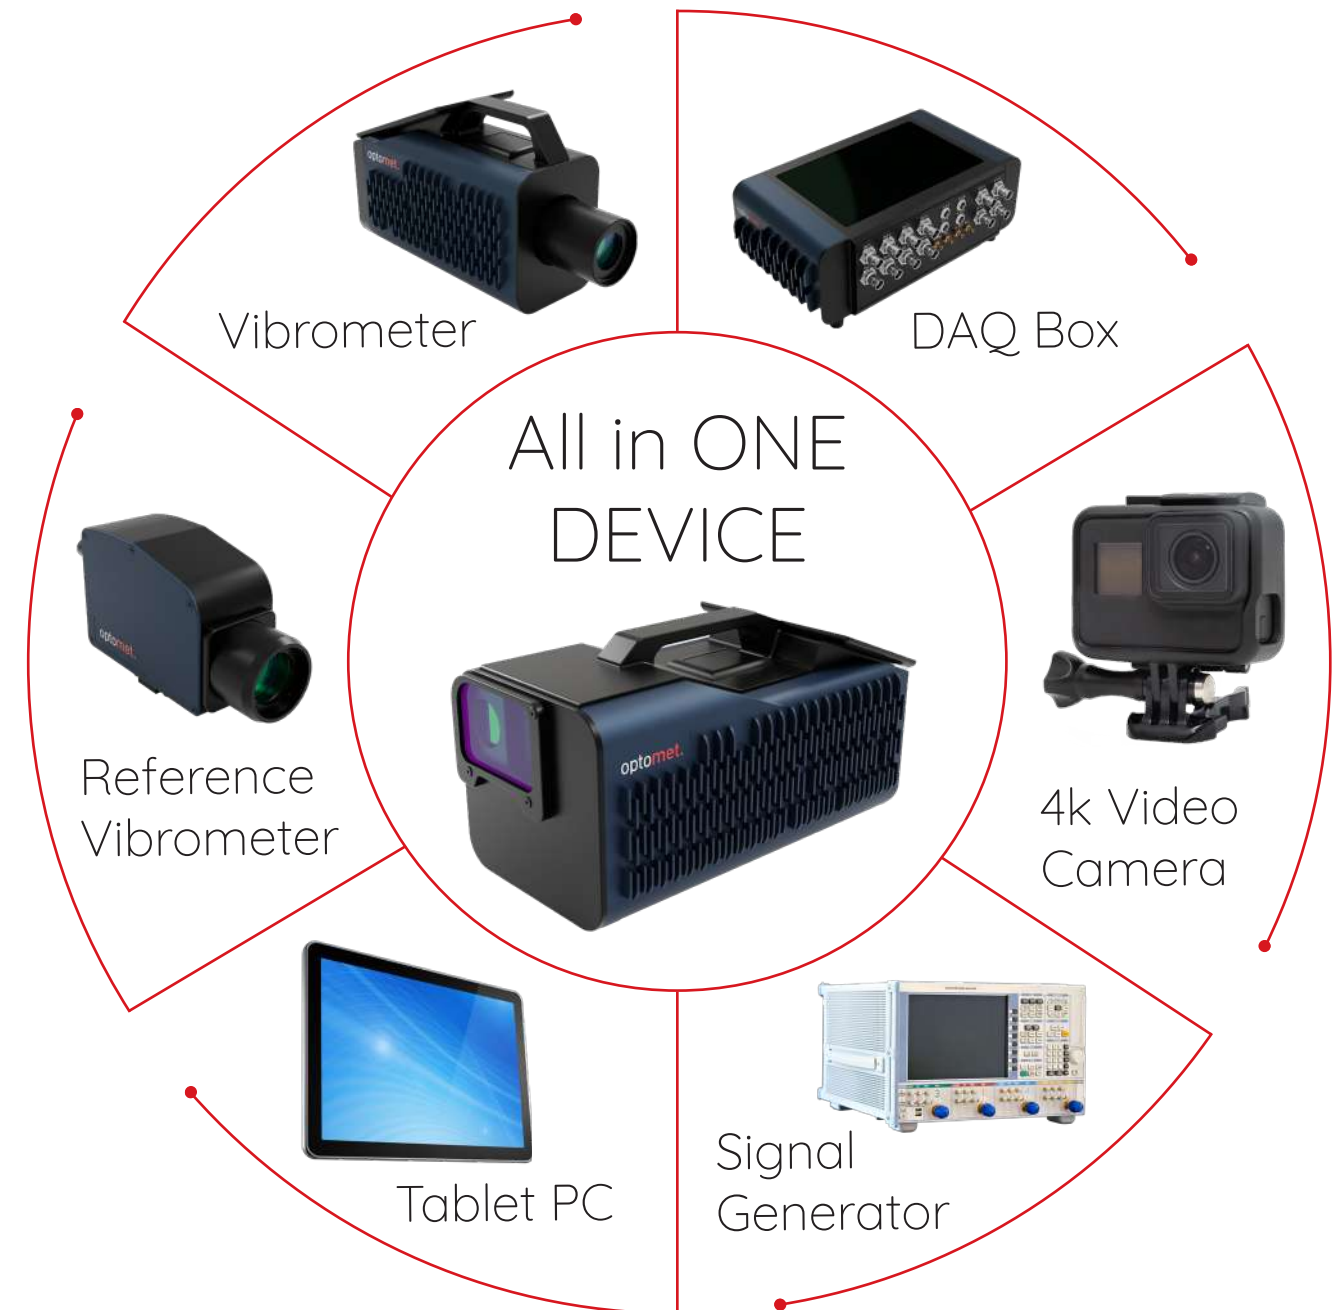 optomet.
Vibrometer
DAQ Box
All in ONE
DEVICE
optomet.
Reference
Vibrometer
optomet.
4k Video
Camera
Tablet PC
Signal
Generator